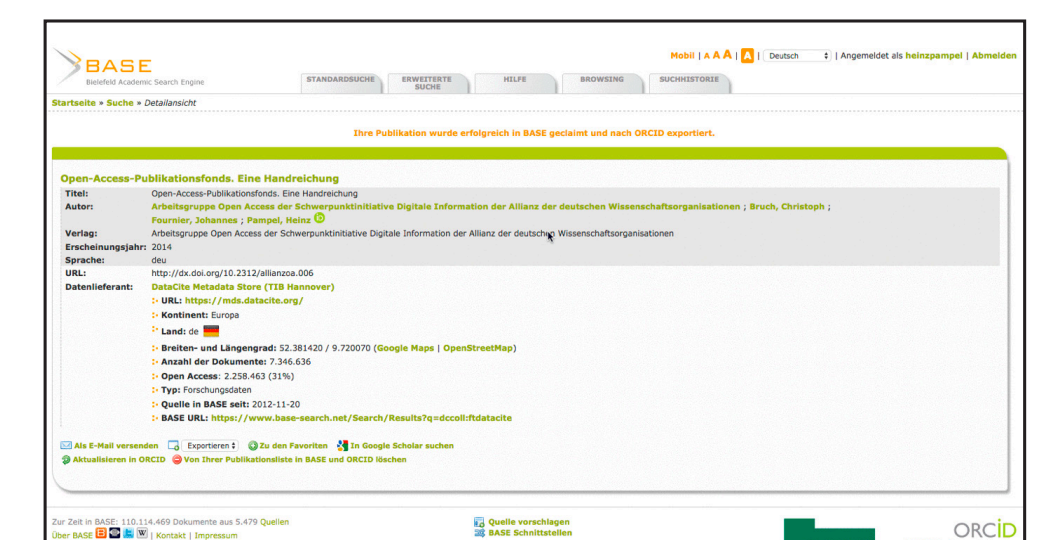 BASE
Bielefeld Academic Search Engine
Mobil | A A A | A | Deutsch | Angemeldet als heinzpampel | Abmelden
STANDARDSUCHE ERWEITERTE SUCHE HILFE BROWSING SUCHHISTORIE
Startseite » Suche » Detailansicht
Ihre Publikation wurde erfolgreich in BASE geclaimt und nach ORCID exportiert.
Open-Access-Publikationsfonds. Eine Handreichung
Titel: Open-Access-Publikationsfonds. Eine Handreichung
Autor: Arbeitsgruppe Open Access der Schwerpunktinitiative Digitale Information der Allianz der deutschen Wissenschaftsorganisationen ; Bruch, Christoph ;
Fournier, Johannes ; Pampel, Heinz iD
Verlag: Arbeitsgruppe Open Access der Schwerpunktinitiative Digitale Information der Allianz der deutschen Wissenschaftsorganisationen
Erscheinungsjahr: 2014
Sprache: deu
URL: http://dx.doi.org/10.2312/allianzoa.006
Datenlieferant: DataCite Metadata Store (TIB Hannover)
URL: https://mds.datacite.org/
Kontinent: Europa
Land: de
Breiten- und Längengrad: 52.381420 / 9.720070 (Google Maps | OpenStreetMap)
Anzahl der Dokumente: 7.346.636
Open Access: 2.258.463 (31%)
Typ: Forschungsdaten
Quelle in BASE seit: 2012-11-20
BASE URL: https://www.base-search.net/Search/Results?q=dccoll:ftdatacite
Als E-Mail versenden Exportieren Zu den Favoriten In Google Scholar suchen
Aktualisieren in ORCID Von Ihrer Publikationsliste in BASE und ORCID löschen
Zur Zeit in BASE: 110.114.469 Dokumente aus 5.479 Quellen
Über BASE | Kontakt | Impressum
Quelle vorschlagen
BASE Schnittstellen
ORCID